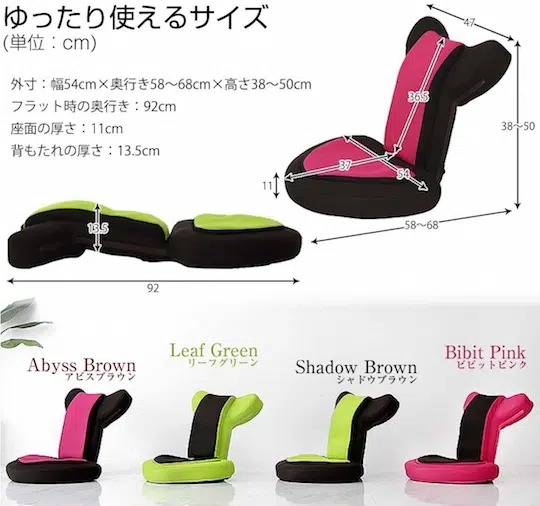 ゆったり使えるサイズ
(単位：cm)
外寸：幅54cm×奥行き58〜68cm×高さ38〜50cm
フラット時の奥行き：92cm
座面の厚さ：11cm
背もたれの厚さ：13.5cm
47
36.5
38〜50
37
54
11
58〜68
13.5
92
Abyss Brown
アビスブラウン
Leaf Green
リーフグリーン
Shadow Brown
シャドウブラウン
Bibit Pink
ビビットピンク